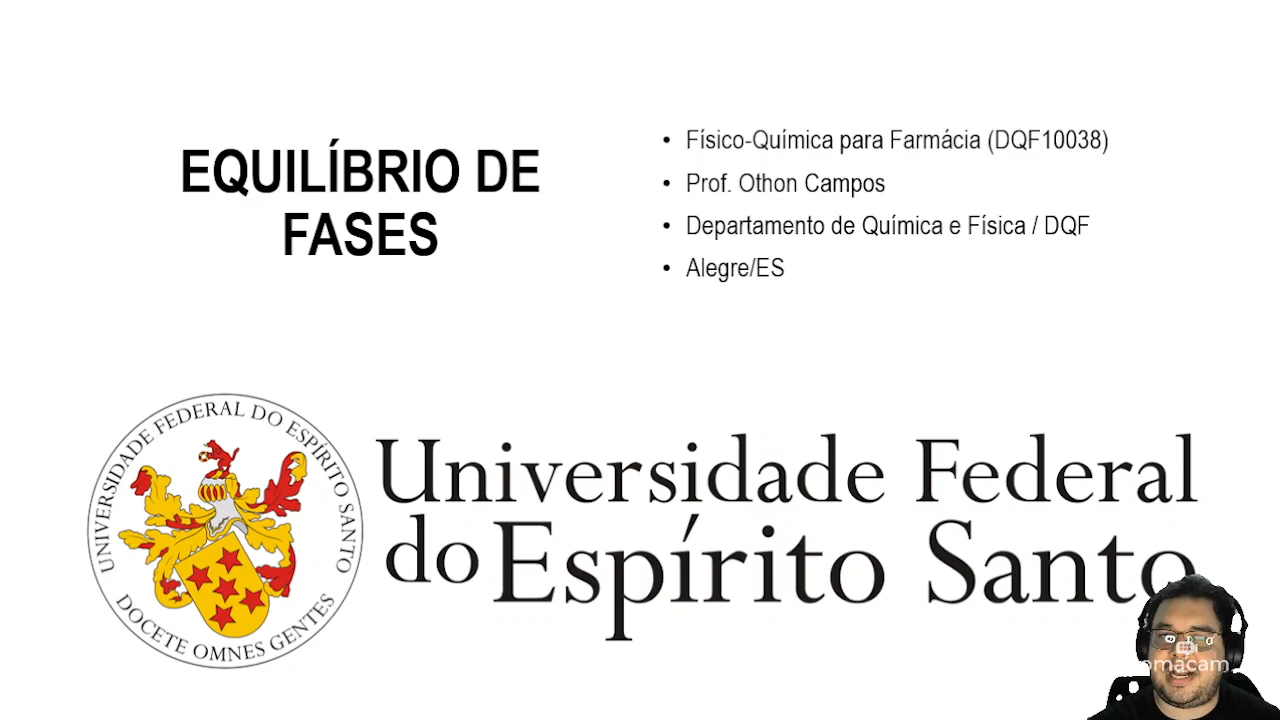 EQUILÍBRIO DE
FASES
• Físico-Química para Farmácia (DQF10038)
• Prof. Othon Campos
• Departamento de Química e Física / DQF
• Alegre/ES
UNIVERSIDADE FEDERAL DO ESPÍRITO SANTO
DOCETE OMNES GENTES
Universidade Federal
do Espírito Santo
omacam